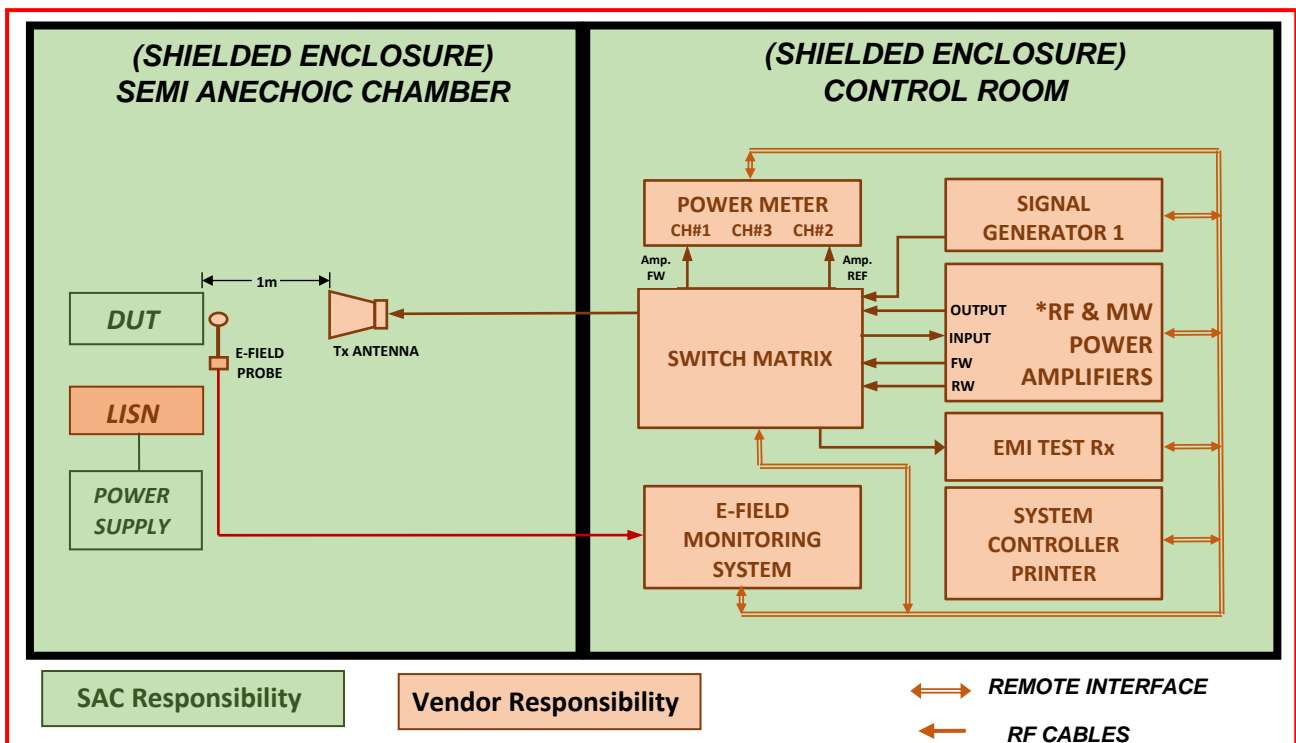 (SHIELDED ENCLOSURE)
SEMI ANECHOIC CHAMBER
(SHIELDED ENCLOSURE)
CONTROL ROOM
POWER METER
CH#1 CH#3 CH#2
SIGNAL
GENERATOR 1
Amp.
FW
Amp.
REF
1m
DUT
E-FIELD
PROBE
Tx ANTENNA
SWITCH MATRIX
OUTPUT
INPUT
FW
RW
*RF & MW
POWER
AMPLIFIERS
LISN
EMI TEST Rx
POWER
SUPPLY
E-FIELD
MONITORING
SYSTEM
SYSTEM
CONTROLLER
PRINTER
SAC Responsibility
Vendor Responsibility
REMOTE INTERFACE
RF CABLES